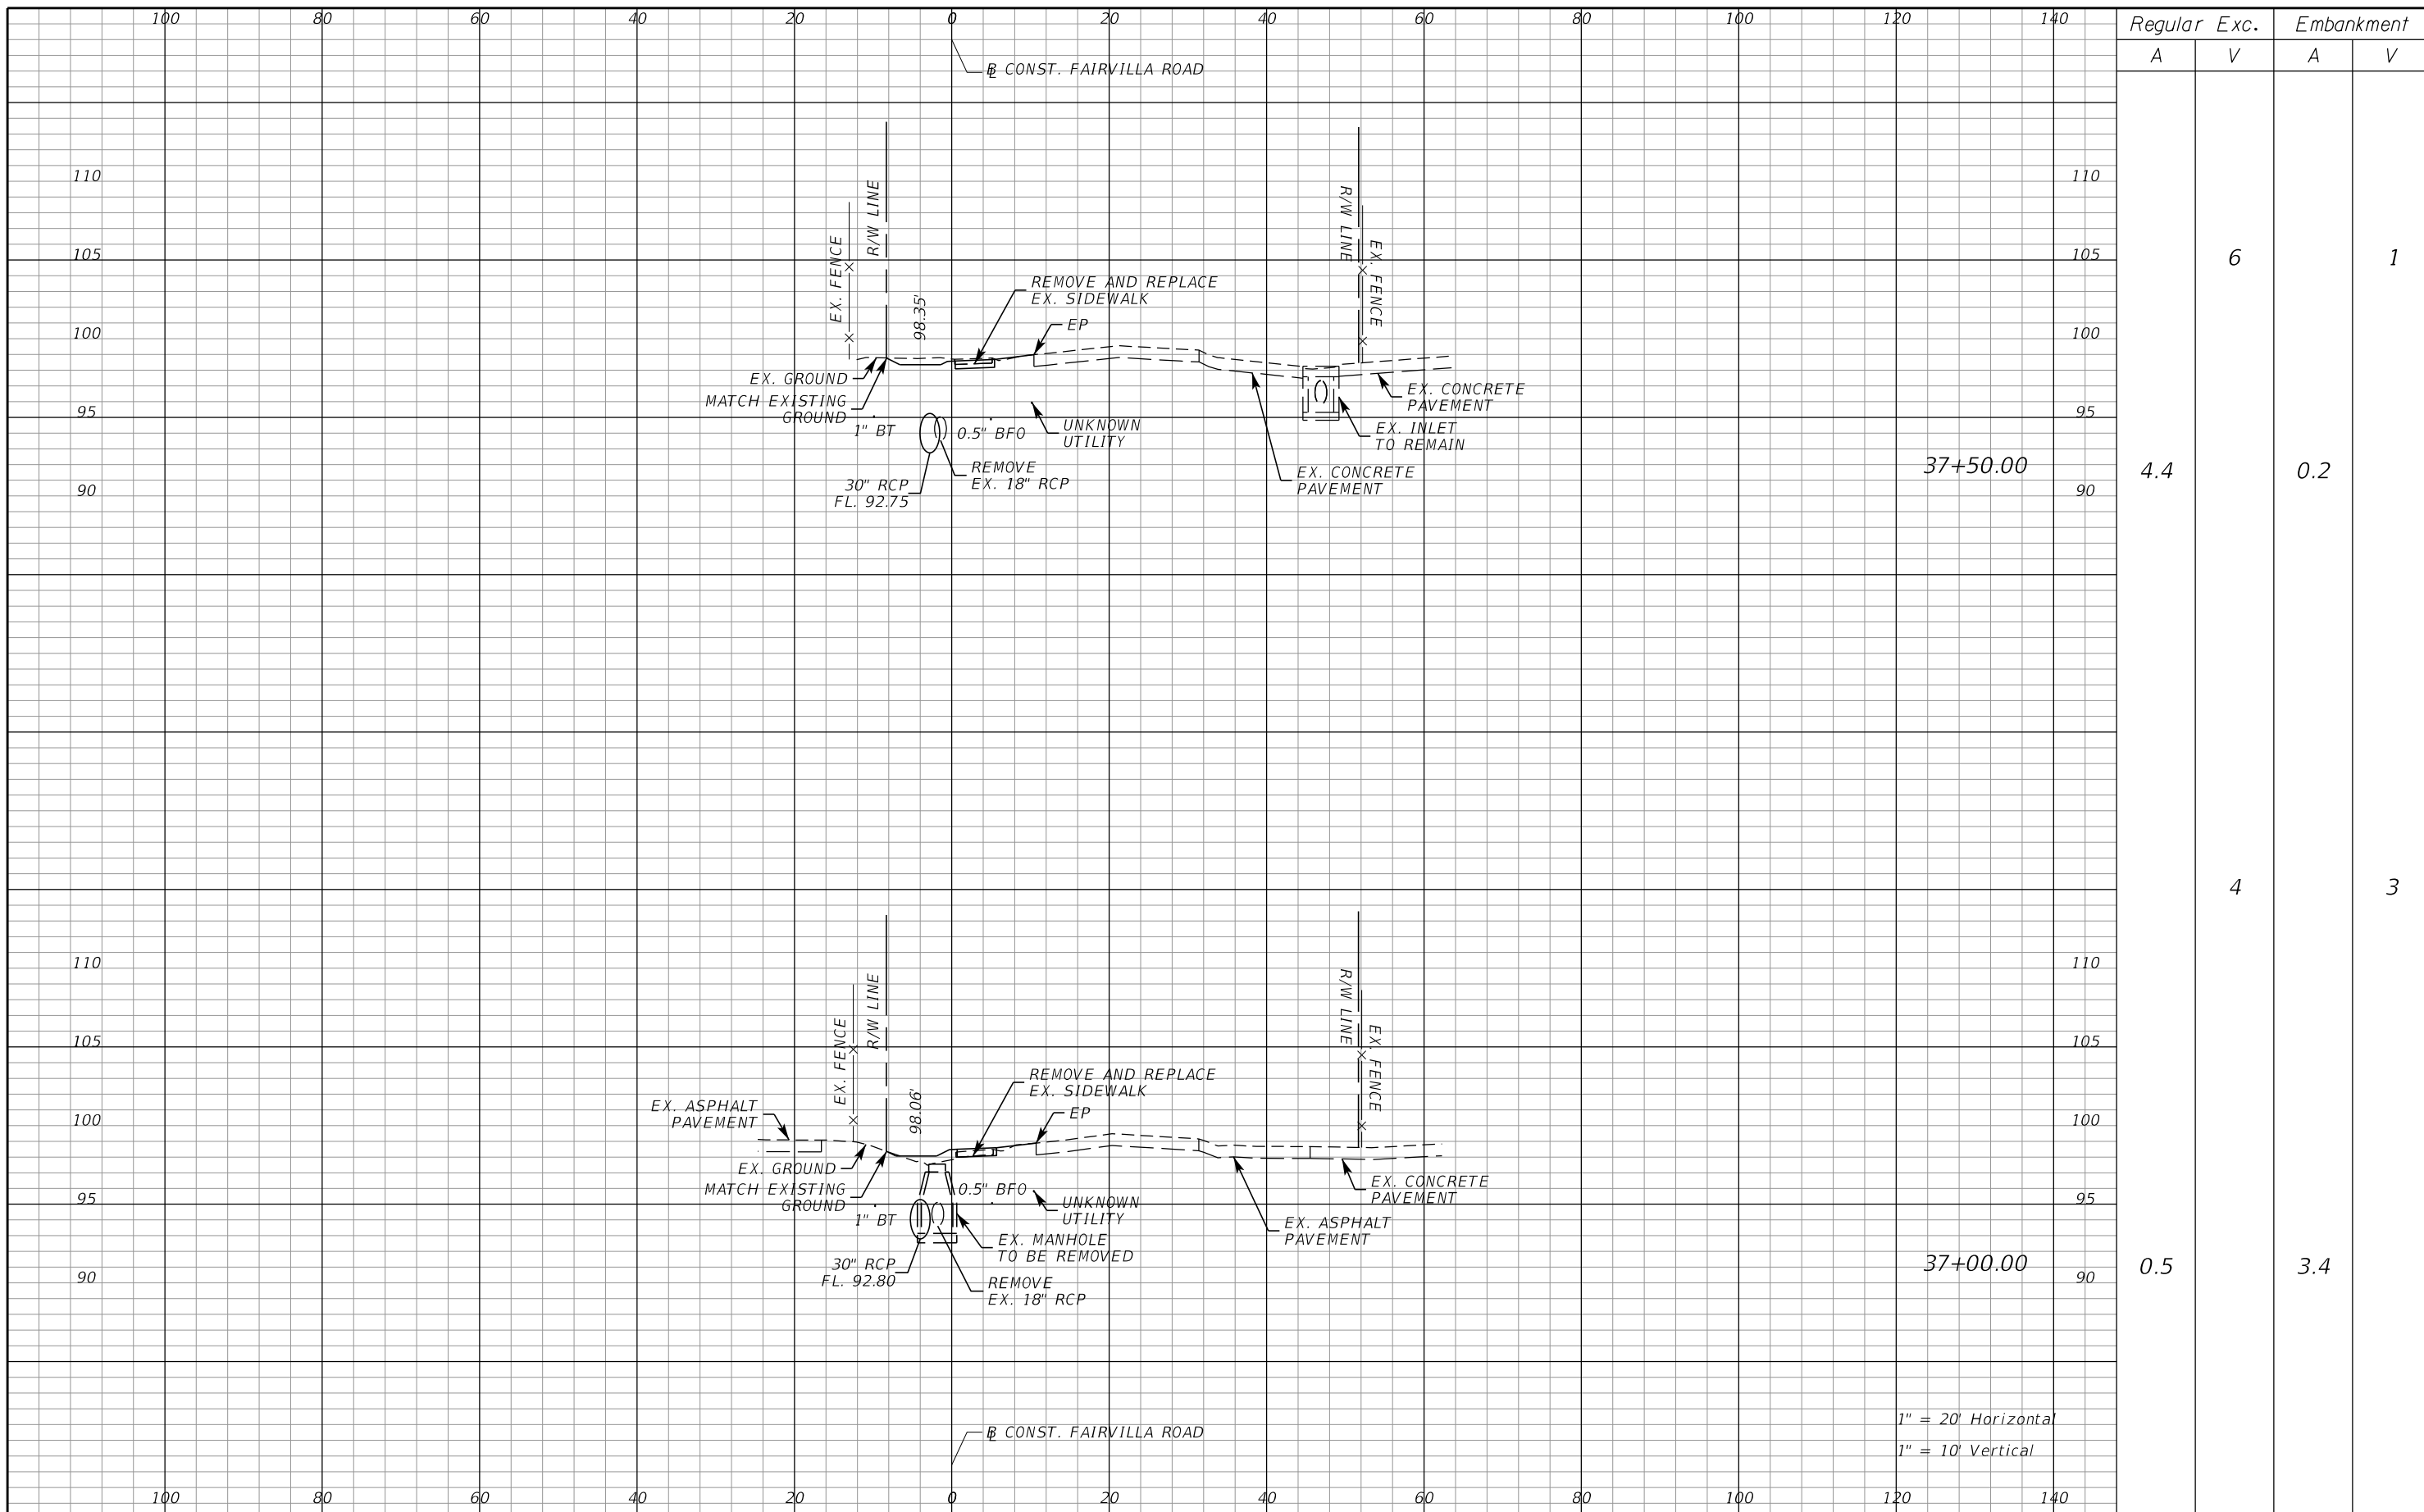 100 80 60 40 20 0 20 40 60 80 100 120 140
Regular Exc. Embankment
A V A V
℄ CONST. FAIRVILLA ROAD
110 110
R/W LINE
R/W LINE
EX. FENCE
EX. FENCE
105 105
6 1
98.35'
REMOVE AND REPLACE
EX. SIDEWALK
EP
100 100
EX. GROUND
MATCH EXISTING
GROUND
EX. CONCRETE
PAVEMENT
95 95
1" BT
0.5" BFO
UNKNOWN
UTILITY
EX. INLET
TO REMAIN
REMOVE
EX. 18" RCP
EX. CONCRETE
PAVEMENT
30" RCP
FL. 92.75
37+50.00
4.4 0.2
90 90
4 3
110 110
R/W LINE
R/W LINE
EX. FENCE
EX. FENCE
105 105
98.06'
REMOVE AND REPLACE
EX. SIDEWALK
EX. ASPHALT
PAVEMENT
EP
100 100
EX. GROUND
MATCH EXISTING
GROUND
0.5" BFO
EX. CONCRETE
PAVEMENT
95 95
UNKNOWN
UTILITY
1" BT
EX. ASPHALT
PAVEMENT
EX. MANHOLE
TO BE REMOVED
30" RCP
FL. 92.80
REMOVE
EX. 18" RCP
37+00.00
0.5 3.4
90 90
1" = 20' Horizontal
℄ CONST. FAIRVILLA ROAD
1" = 10' Vertical
100 80 60 40 20 0 20 40 60 80 100 120 140